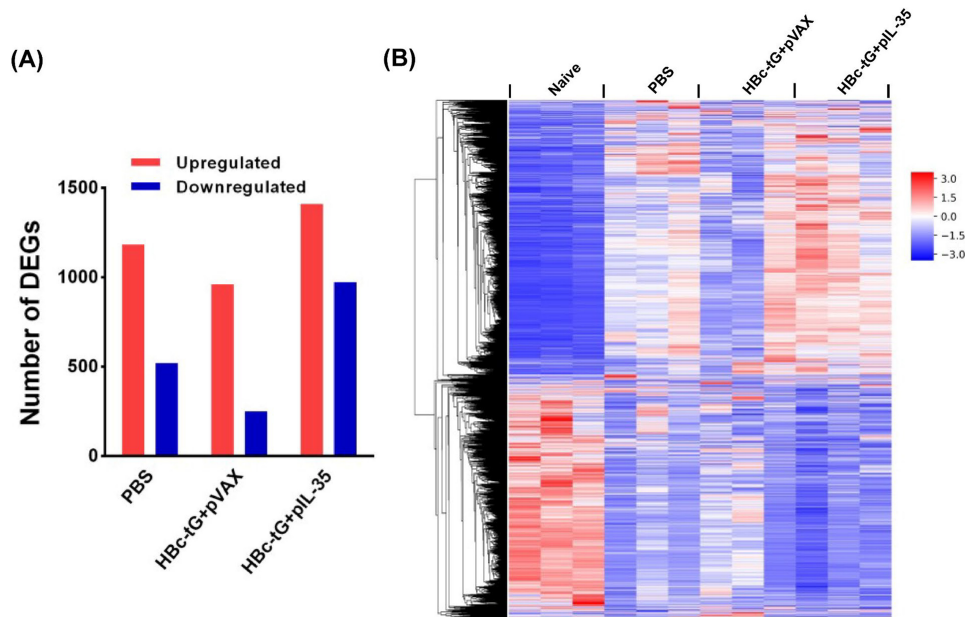 (A)
Upregulated
Downregulated
Number of DEGs
1500
1000
500
0
PBS
HBc-tG+pVAX
HBc-tG+pIL-35
(B)
Naive
PBS
HBc-tG+pVAX
HBc-tG+pIL-35
3.0
1.5
0.0
−1.5
−3.0